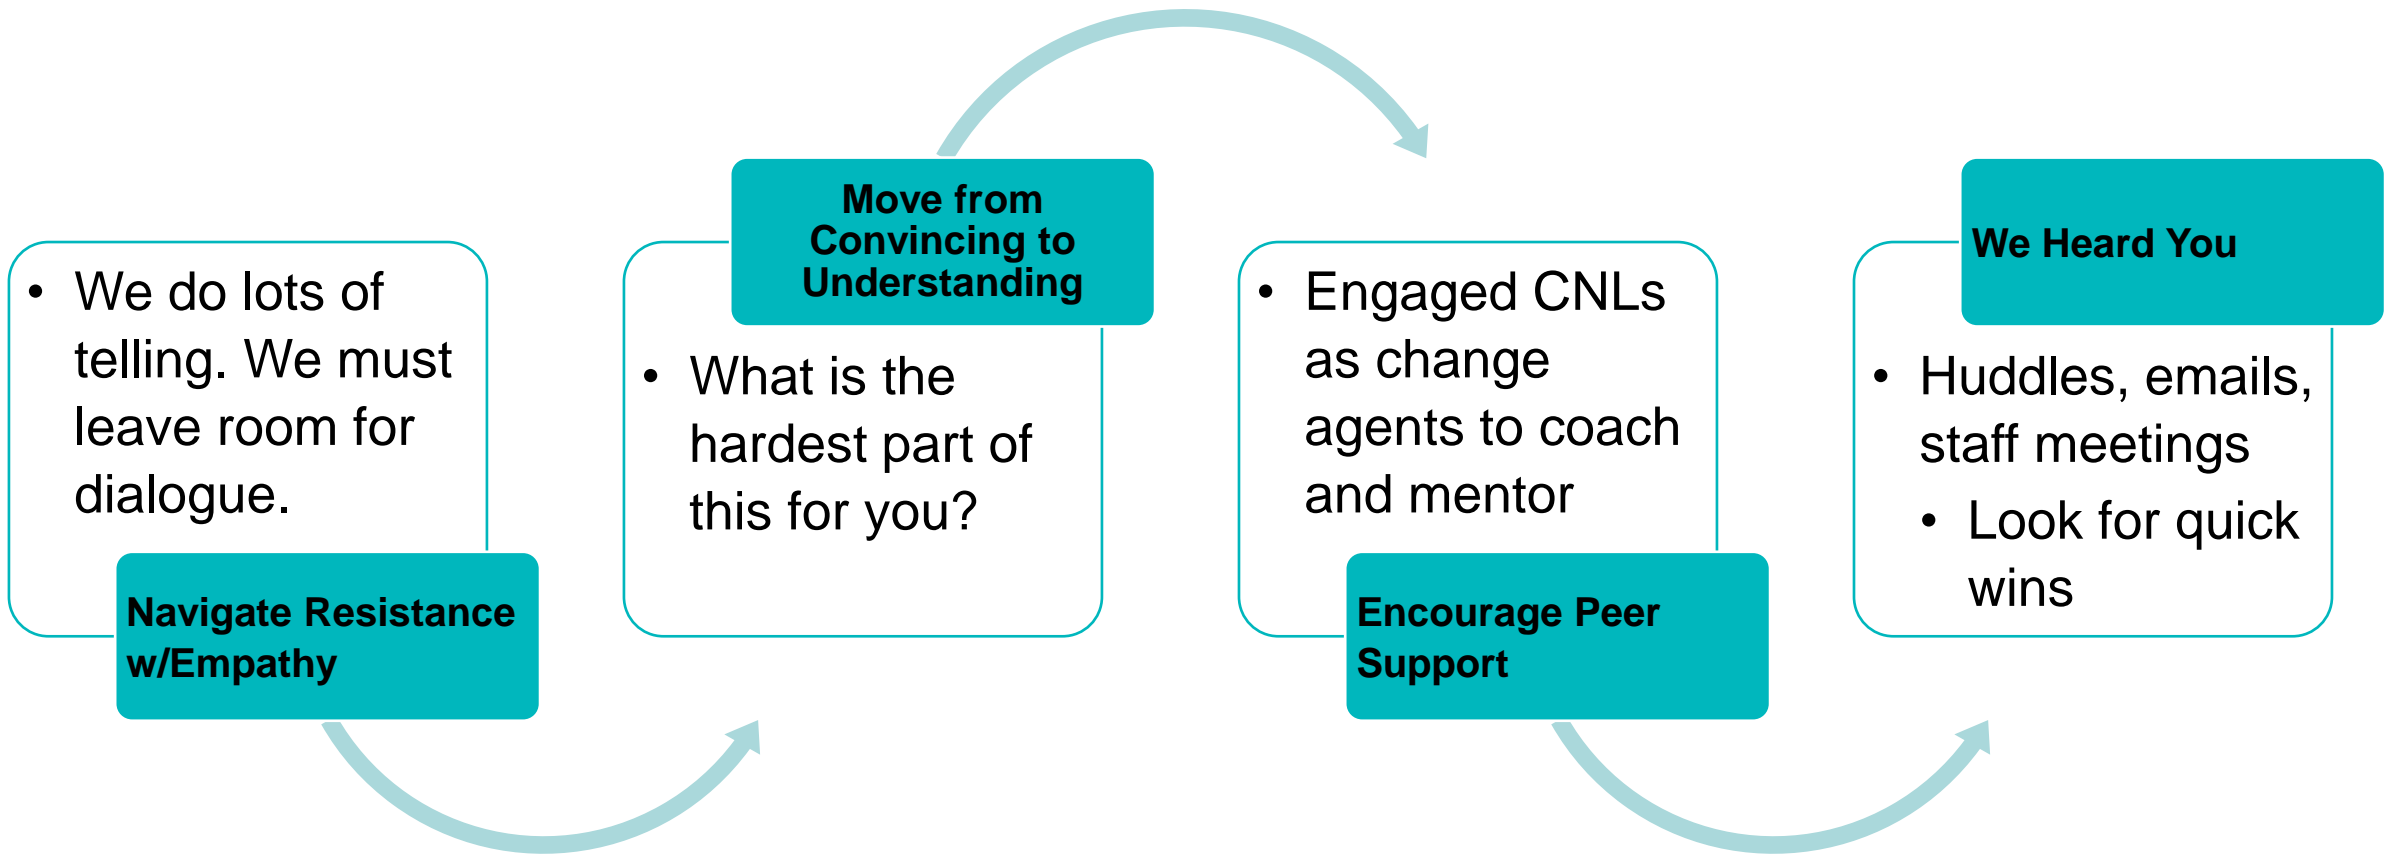 • We do lots of
telling. We must
leave room for
dialogue.
Navigate Resistance
w/Empathy
Move from
Convincing to
Understanding
• What is the
hardest part of
this for you?
• Engaged CNLs
as change
agents to coach
and mentor
Encourage Peer
Support
We Heard You
• Huddles, emails,
staff meetings
• Look for quick
wins